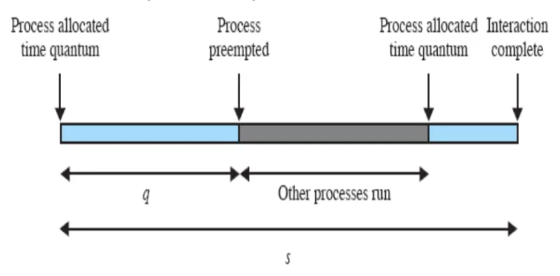 Process allocated
time quantum
Process
preempted
Process allocated
time quantum
Interaction
complete
q
Other processes run
s